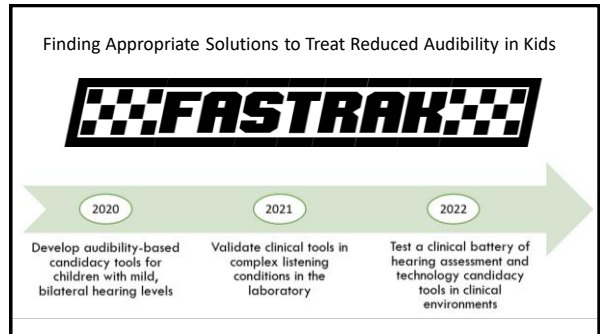 Finding Appropriate Solutions to Treat Reduced Audibility in Kids
FASTRAK
2020
Develop audibility-based
candidacy tools for
children with mild,
bilateral hearing levels
2021
Validate clinical tools in
complex listening
conditions in the
laboratory
2022
Test a clinical battery of
hearing assessment and
technology candidacy
tools in clinical
environments